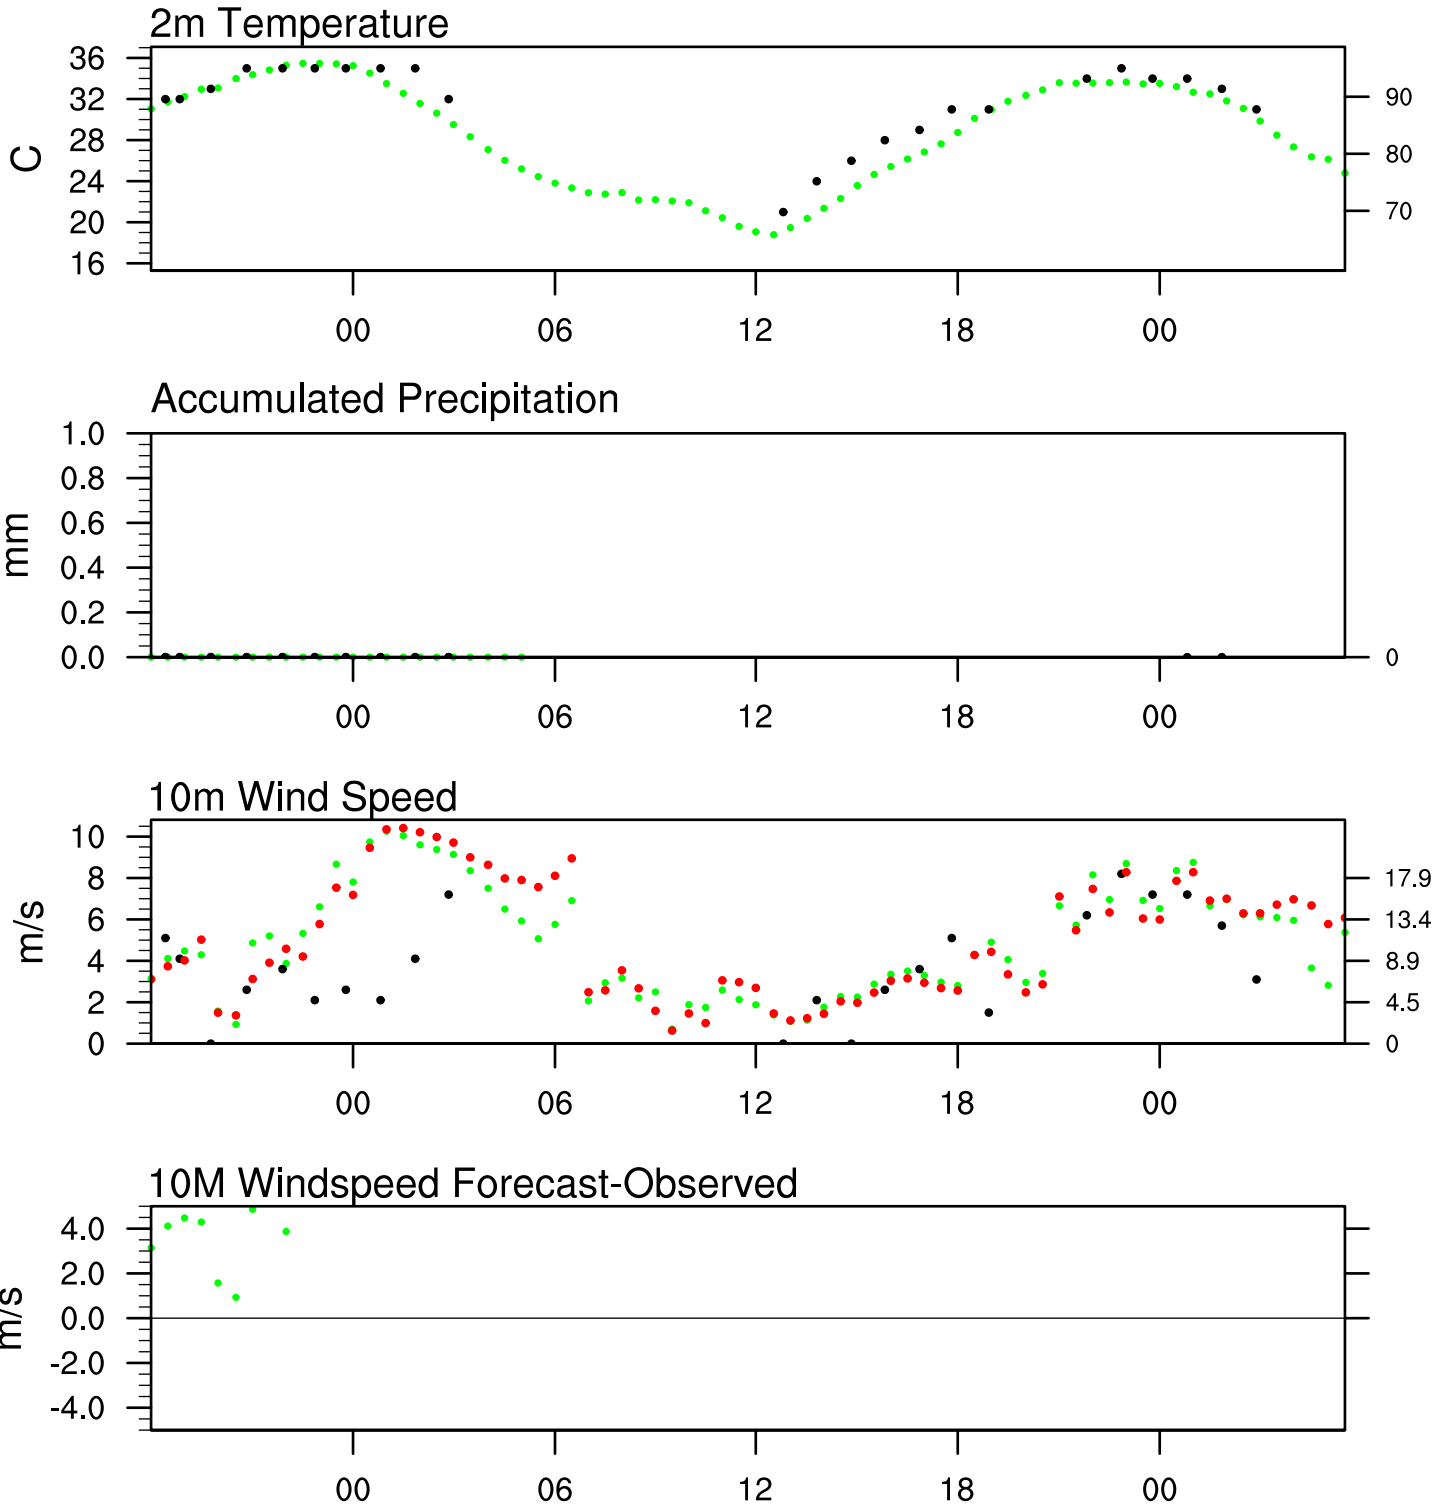 2m Temperature
36
32
28
24
20
16
C
90
80
70
00 06 12 18 00
Accumulated Precipitation
1.0
0.8
0.6
0.4
0.2
0.0
mm
0
00 06 12 18 00
10m Wind Speed
10
8
6
4
2
0
m/s
17.9
13.4
8.9
4.5
0
00 06 12 18 00
10M Windspeed Forecast-Observed
4.0
2.0
0.0
-2.0
-4.0
m/s
00 06 12 18 00